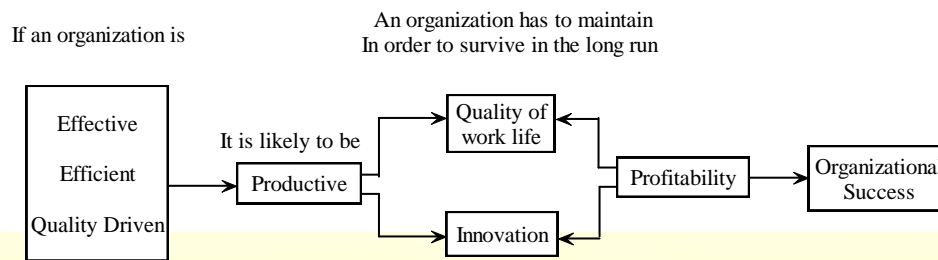 If an organization is
An organization has to maintain
In order to survive in the long run
Effective
Efficient
Quality Driven
It is likely to be
Productive
Quality of
work life
Innovation
Profitability
Organizational
Success